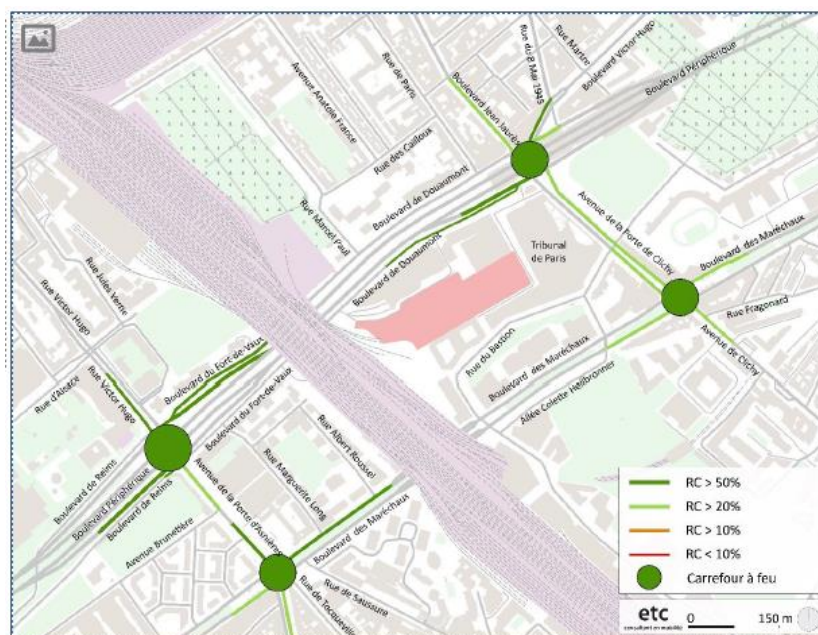 Rue Martre
Boulevard Victor Hugo
Rue du 8 Mai 1945
Boulevard Périphérique
Rue de Paris
Avenue Anatole France
Boulevard Jean Jaurès
Rue des Cailloux
Boulevard de Douaumont
Rue Marcel Paul
Avenue de la Porte de Clichy
Boulevard de Douaumont
Tribunal
de Paris
Boulevard des Maréchaux
Rue Jules Verne
Rue Victor Hugo
Rue Fragonard
Rue du Bastion
Avenue de Clichy
Boulevard des Maréchaux
Boulevard du Fort-de-Vaux
Allée Celeste Hellbronner
Rue d'Alsace
Rue Victor Hugo
Boulevard du Fort-de-Vaux
Rue Albert Roussel
Boulevard de Reims
Boulevard Périphérique
Boulevard de Reims
Rue Marguerite Long
Avenue de la Porte d'Asnières
Avenue Brunetière
Boulevard des Maréchaux
Rue de Saussure
Rue de Tocqueville
RC > 50%
RC > 20%
RC > 10%
RC < 10%
Carrefour à feu
etc
consultant en mobilité
0 150 m